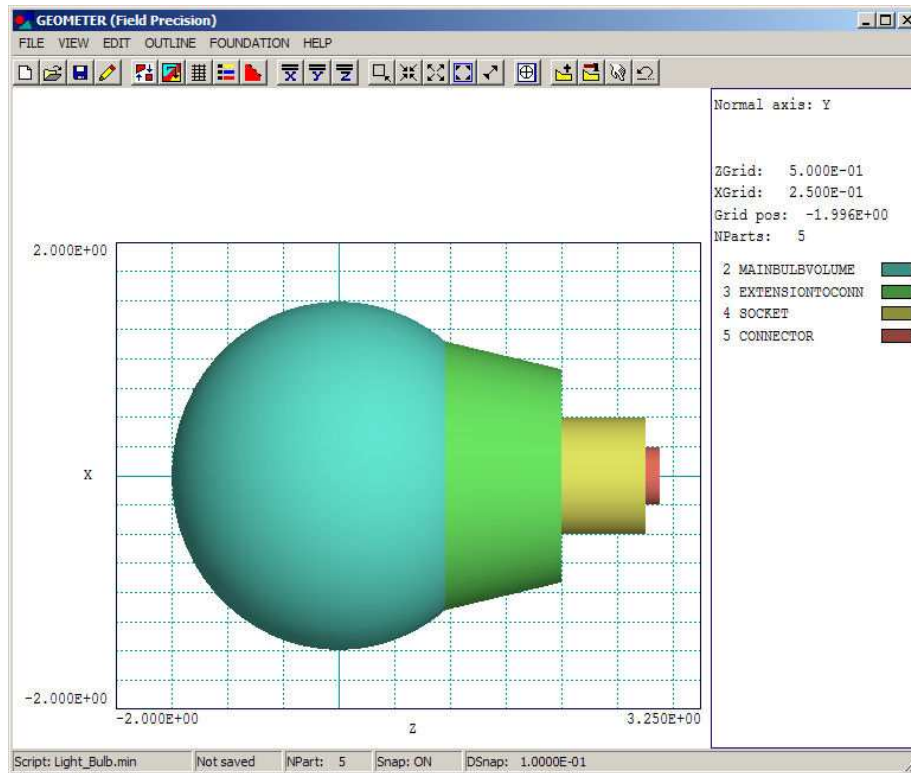 GEOMETER (Field Precision)
FILE VIEW EDIT OUTLINE FOUNDATION HELP
X Y Z
Normal axis: Y
ZGrid: 5.000E-01
XGrid: 2.500E-01
Grid pos: -1.996E+00
NParts: 5
2 MAINBULBVOLUME
3 EXTENSIONTOCONN
4 SOCKET
5 CONNECTOR
2.000E+00
X
-2.000E+00
-2.000E+00 3.250E+00
Z
Script: Light_Bulb.min Not saved NPart: 5 Snap: ON DSnap: 1.0000E-01